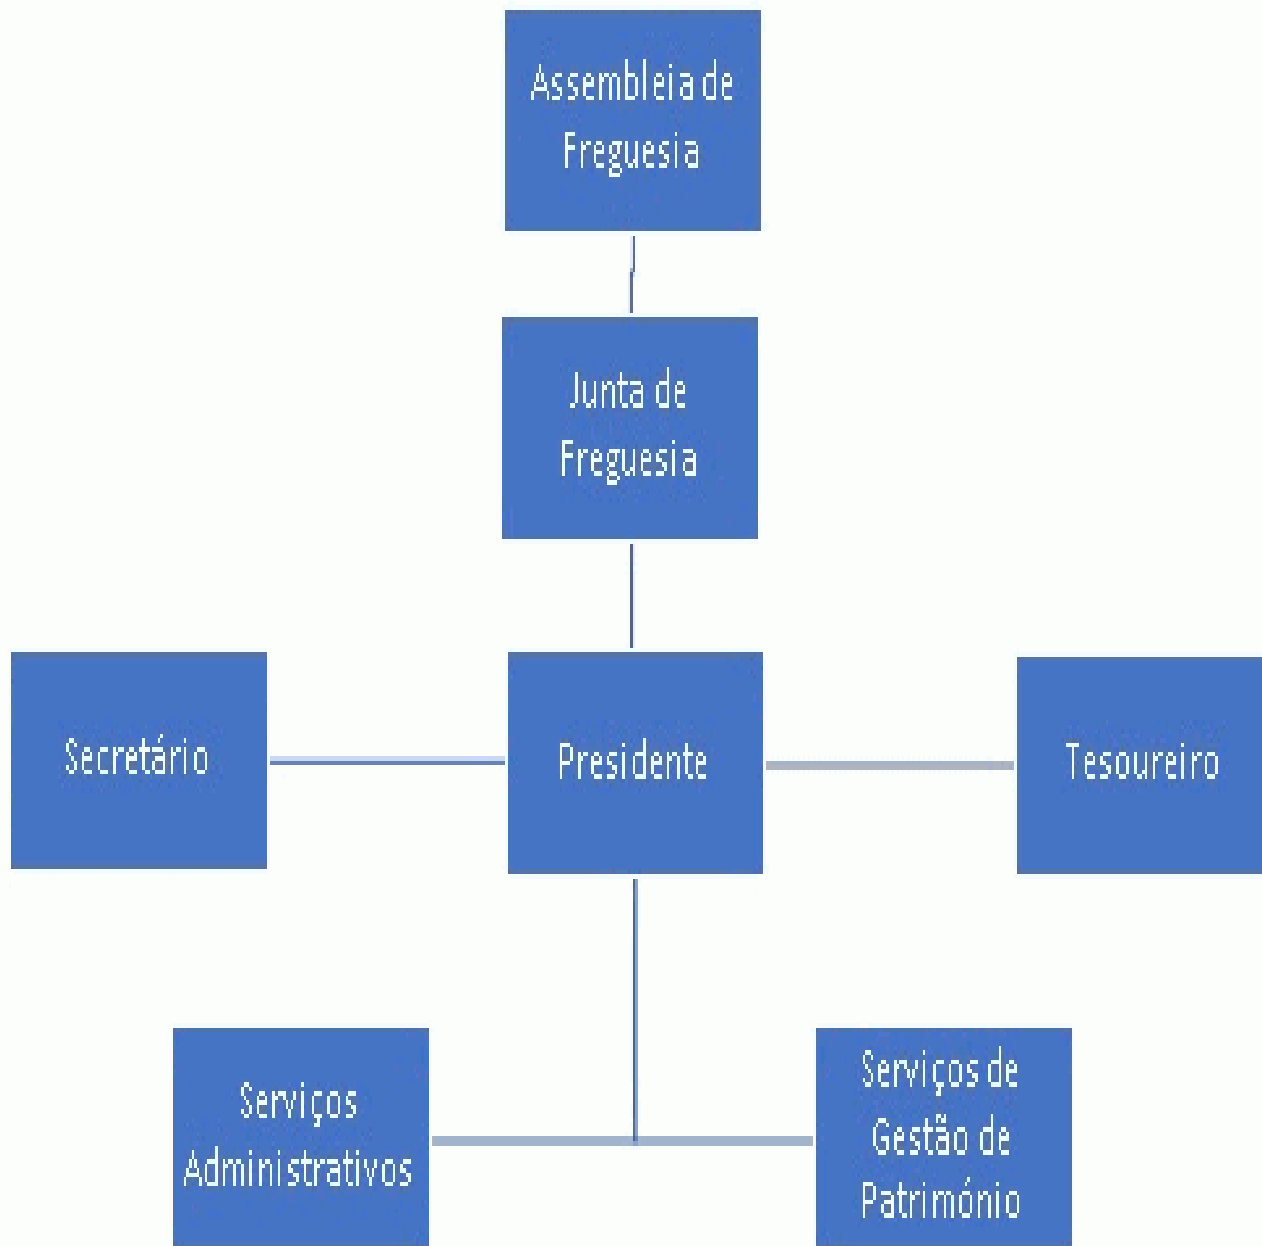 Assembleia de
Freguesia
Junta de
Freguesia
Secretário
Presidente
Tesoureiro
Serviços
Administrativos
Serviços de
Gestão de
Património